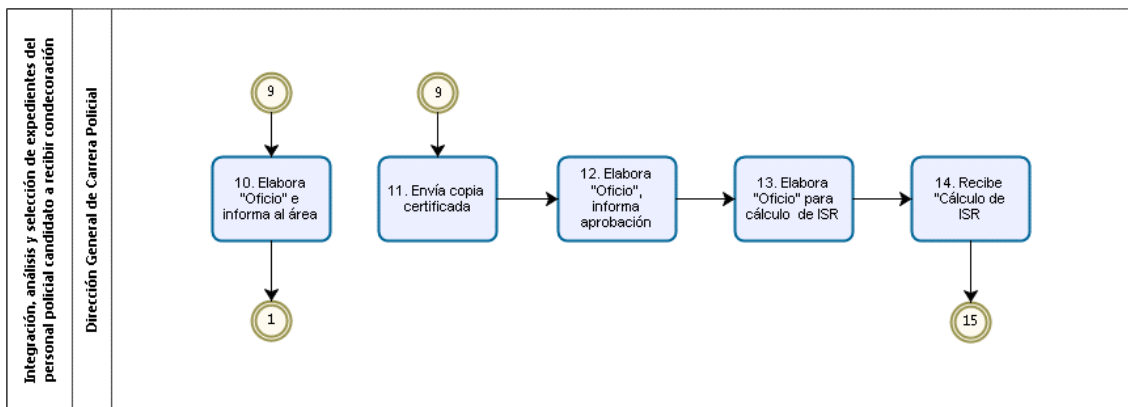 Integración, análisis y selección de expedientes del
personal policial candidato a recibir condecoración
Dirección General de Carrera Policial
9
9
10. Elabora
"Oficio" e
informa al área
11. Envía copia
certificada
12. Elabora
"Oficio",
informa
aprobación
13. Elabora
"Oficio" para
cálculo de ISR
14. Recibe
"Cálculo de
ISR
1
15